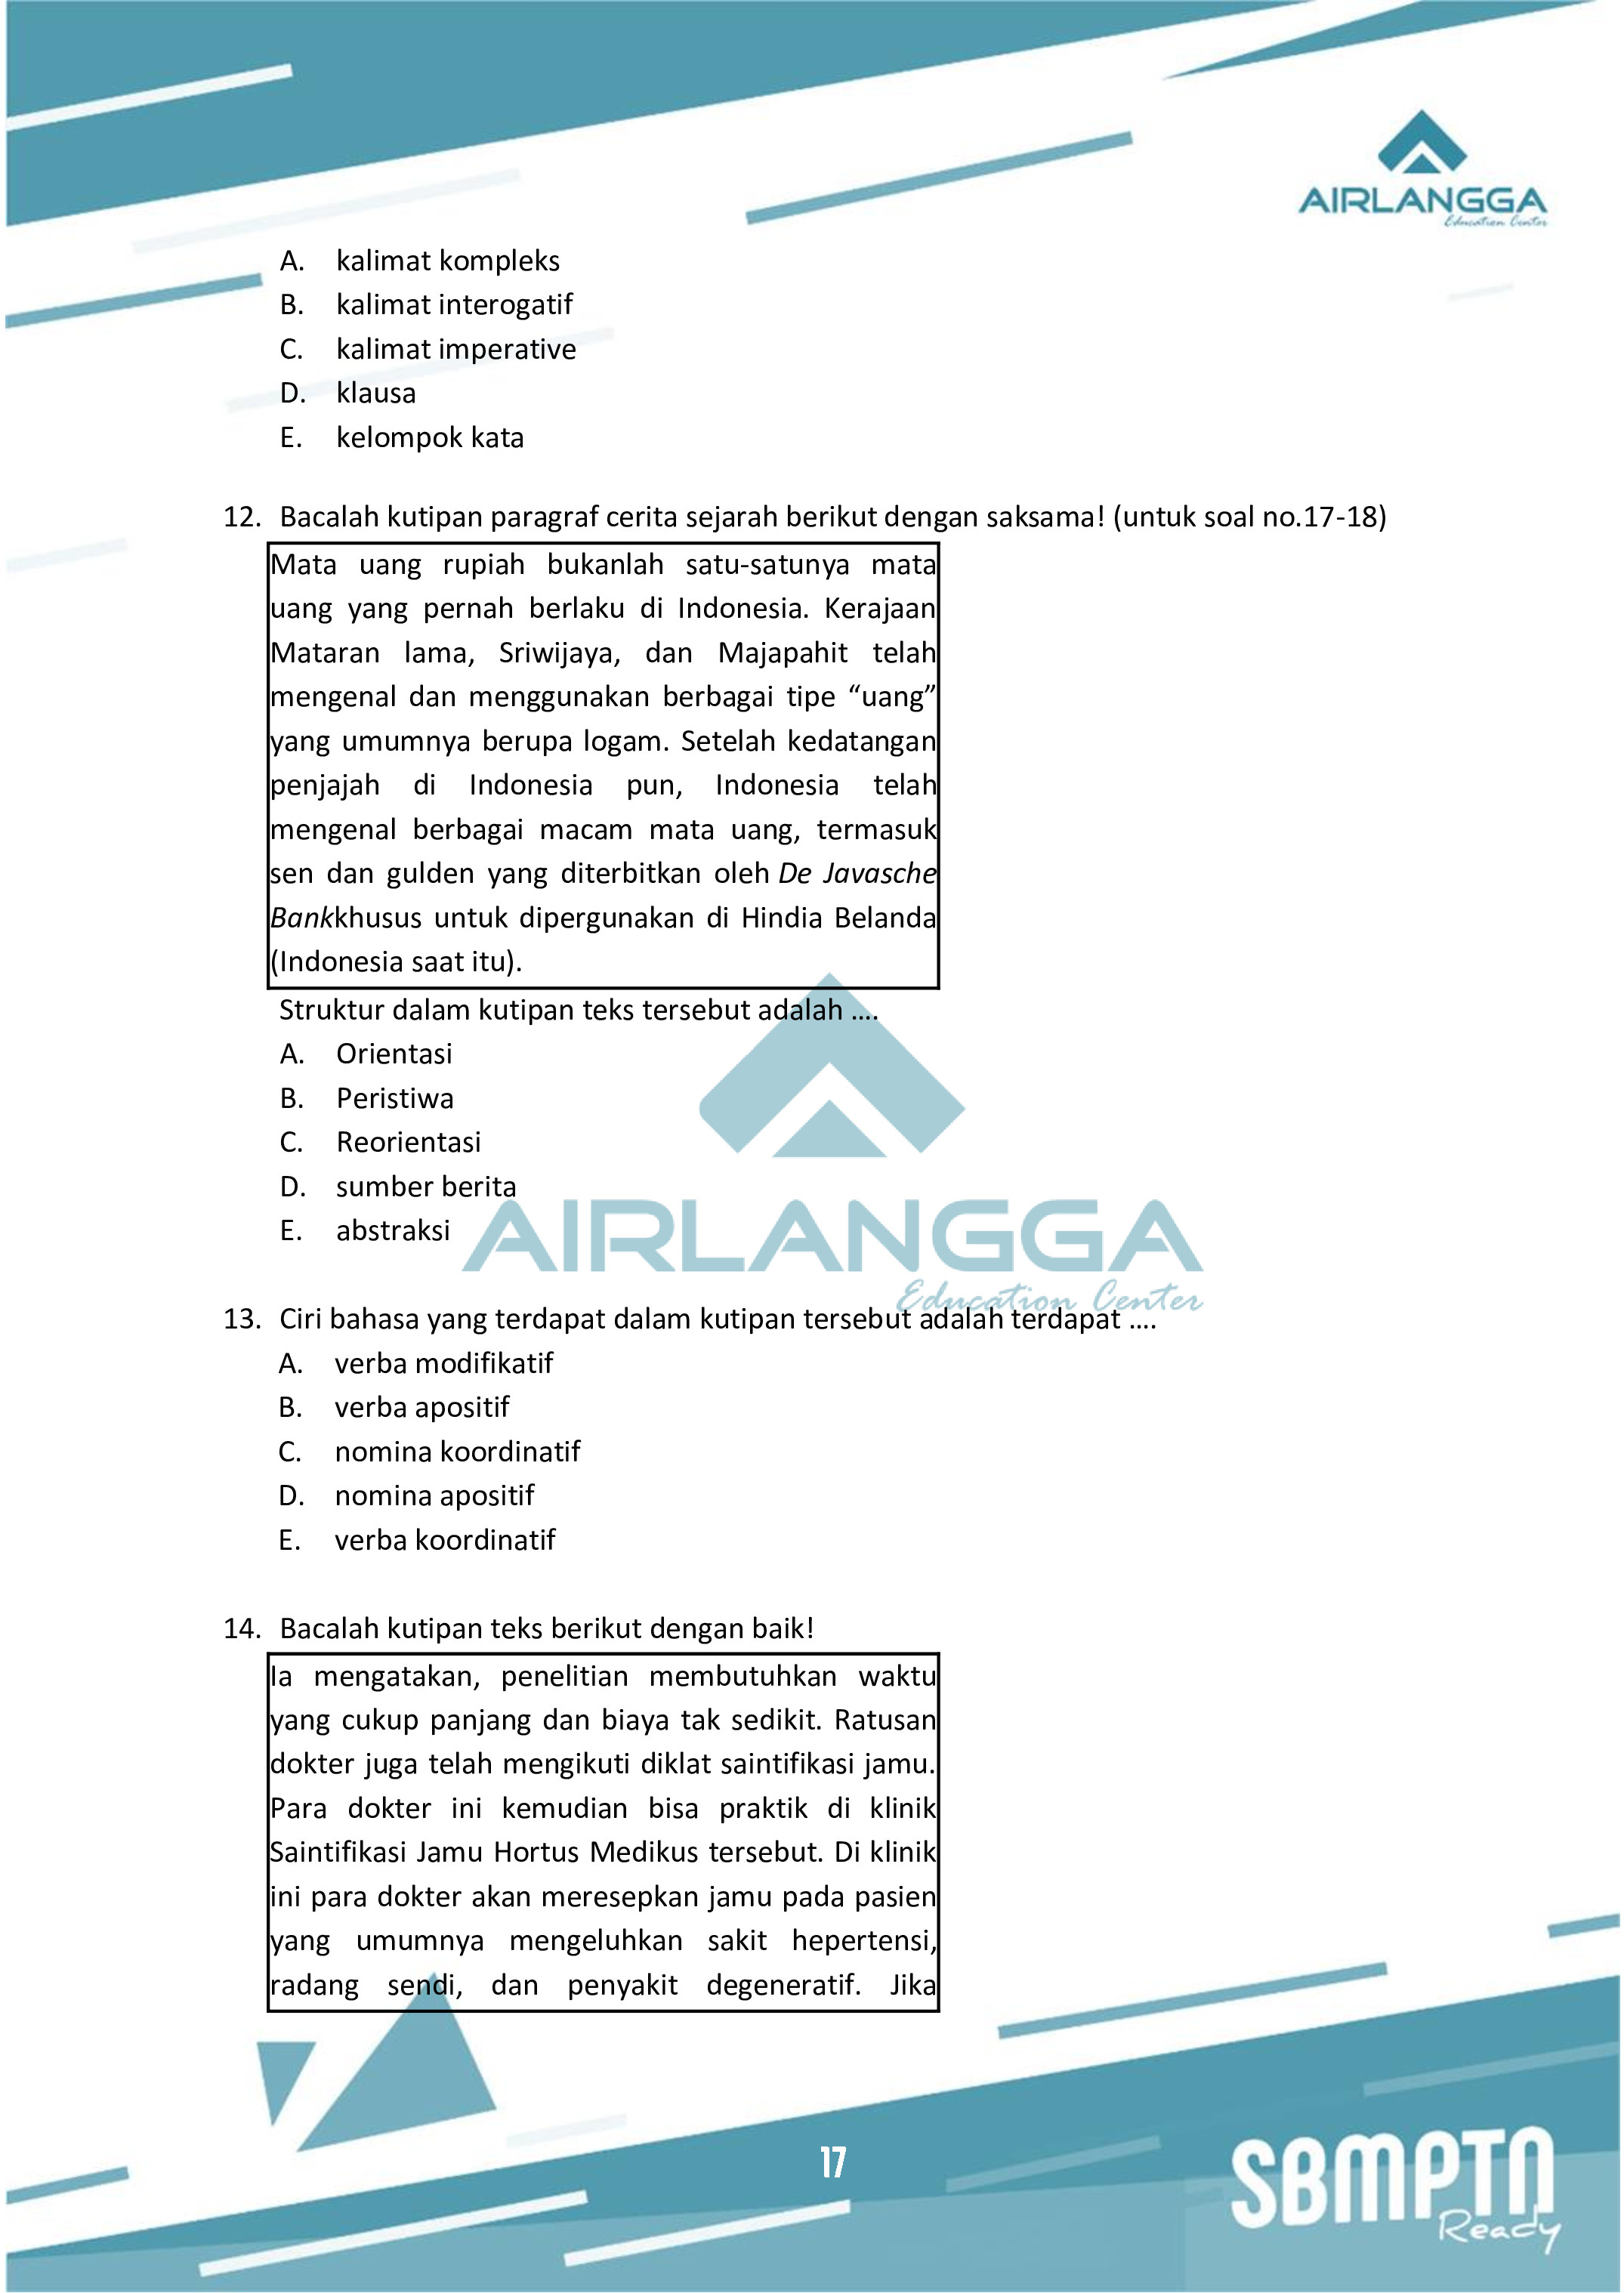 AIRLANGGA
Education Center
A. kalimat kompleks
B. kalimat interogatif
C. kalimat imperative
D. klausa
E. kelompok kata
12. Bacalah kutipan paragraf cerita sejarah berikut dengan saksama! (untuk soal no.17-18)
Mata uang rupiah bukanlah satu-satunya mata
uang yang pernah berlaku di Indonesia. Kerajaan
Mataran lama, Sriwijaya, dan Majapahit telah
mengenal dan menggunakan berbagai tipe “uang”
yang umumnya berupa logam. Setelah kedatangan
penjajah di Indonesia pun, Indonesia telah
mengenal berbagai macam mata uang, termasuk
sen dan gulden yang diterbitkan oleh De Javasche
Bankkhusus untuk dipergunakan di Hindia Belanda
(Indonesia saat itu).
Struktur dalam kutipan teks tersebut adalah ....
A. Orientasi
B. Peristiwa
C. Reorientasi
D. sumber berita
E. abstraksi
AIRLANGGA
Education Center
13. Ciri bahasa yang terdapat dalam kutipan tersebut adalah terdapat ....
A. verba modifikatif
B. verba apositif
C. nomina koordinatif
D. nomina apositif
E. verba koordinatif
14. Bacalah kutipan teks berikut dengan baik!
Ia mengatakan, penelitian membutuhkan waktu
yang cukup panjang dan biaya tak sedikit. Ratusan
dokter juga telah mengikuti diklat saintifikasi jamu.
Para dokter ini kemudian bisa praktik di klinik
Saintifikasi Jamu Hortus Medikus tersebut. Di klinik
ini para dokter akan meresepkan jamu pada pasien
yang umumnya mengeluhkan sakit hepertensi,
radang sendi, dan penyakit degeneratif. Jika
17
SBMPTN
Ready